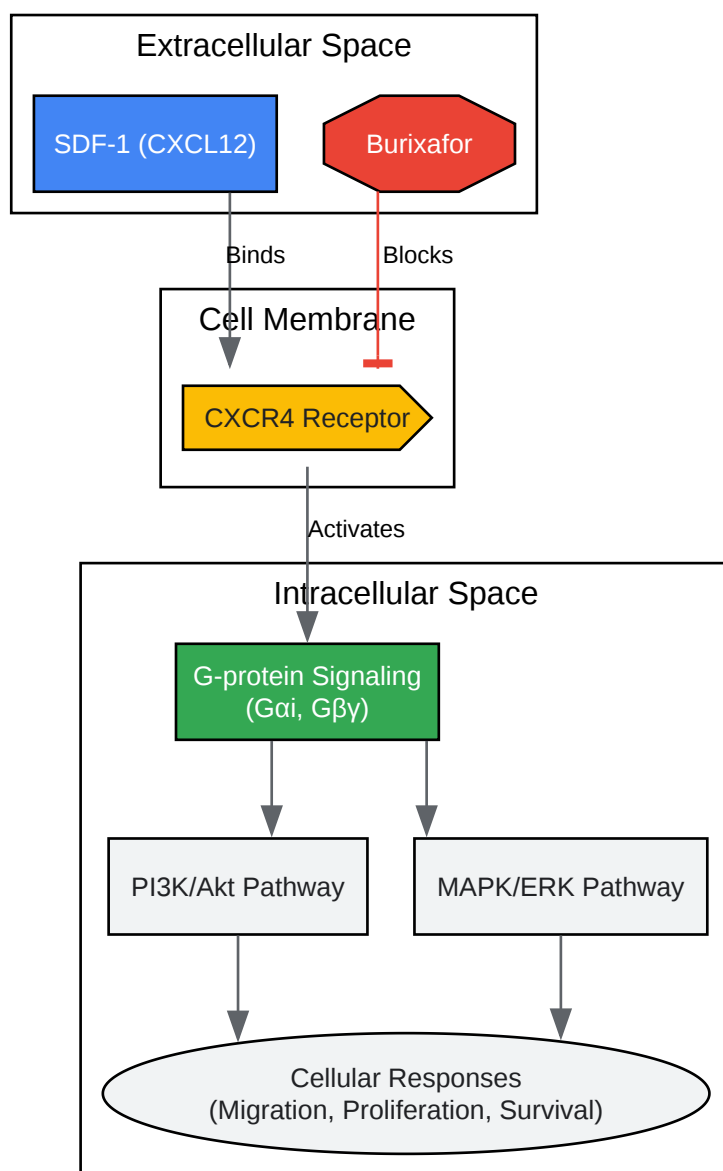 Extracellular Space
SDF-1 (CXCL12)
Burixafor
Binds
Blocks
Cell Membrane
CXCR4 Receptor
Activates
Intracellular Space
G-protein Signaling
(Gαi, Gβγ)
PI3K/Akt Pathway
MAPK/ERK Pathway
Cellular Responses
(Migration, Proliferation, Survival)